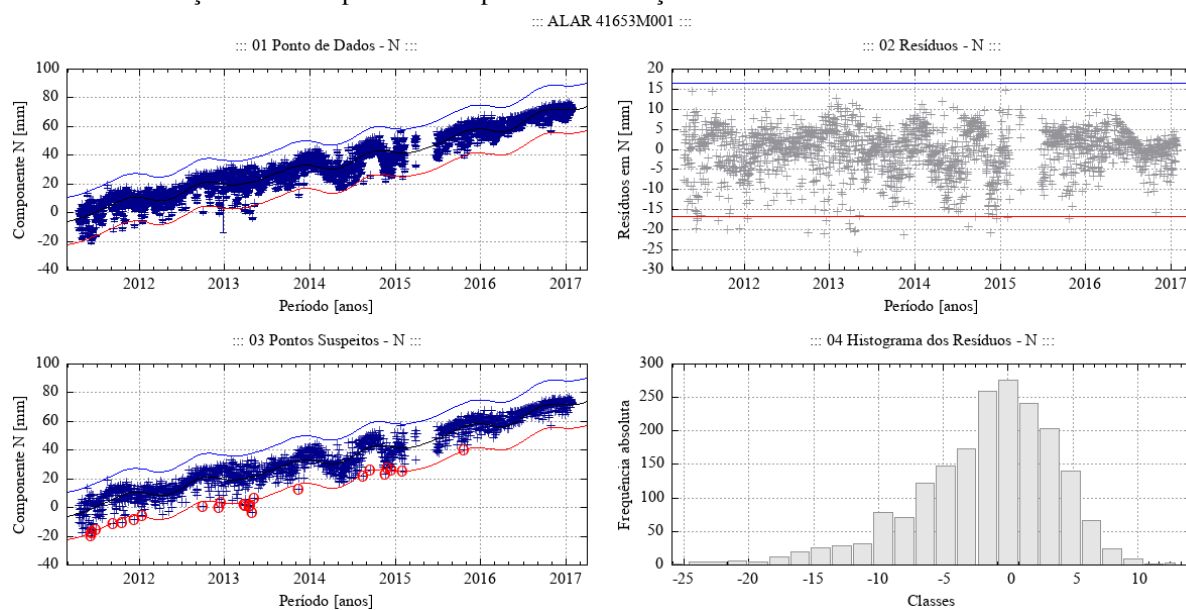 ::: ALAR 41653M001 :::
::: 01 Ponto de Dados - N :::
Componente N [mm]
100
80
60
40
20
0
-20
-40
2012 2013 2014 2015 2016 2017
Período [anos]
::: 02 Resíduos - N :::
Resíduos em N [mm]
20
15
10
5
0
-5
-10
-15
-20
-25
-30
2012 2013 2014 2015 2016 2017
Período [anos]
::: 03 Pontos Suspeitos - N :::
Componente N [mm]
100
80
60
40
20
0
-20
-40
2012 2013 2014 2015 2016 2017
Período [anos]
::: 04 Histograma dos Resíduos - N :::
Frequência absoluta
300
250
200
150
100
50
0
-25 -20 -15 -10 -5 0 5 10
Classes